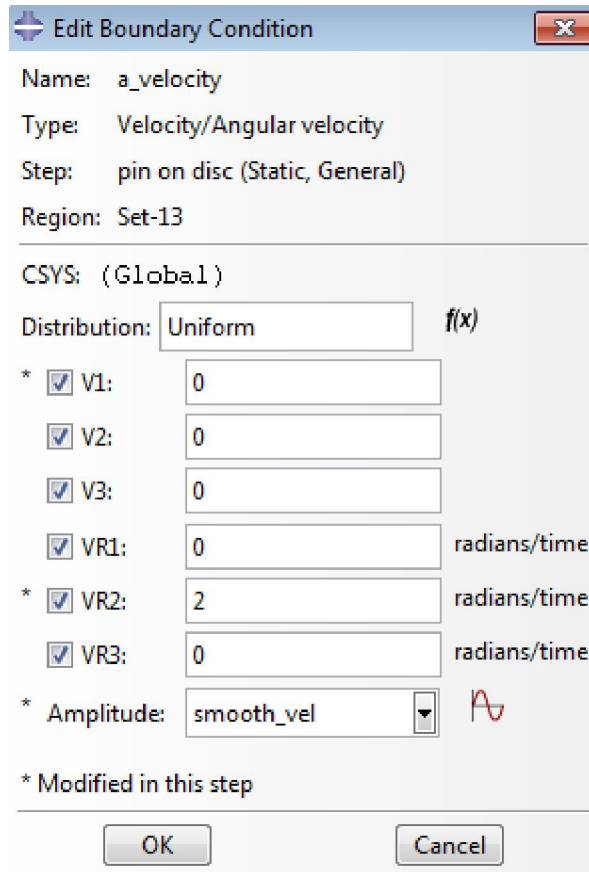 Edit Boundary Condition
Name: a_velocity
Type: Velocity/Angular velocity
Step: pin on disc (Static, General)
Region: Set-13
CSYS: (Global)
Distribution: Uniform f(x)
* V1: 0
V2: 0
V3: 0
VR1: 0 radians/time
* VR2: 2 radians/time
VR3: 0 radians/time
* Amplitude: smooth_vel
* Modified in this step
OK Cancel